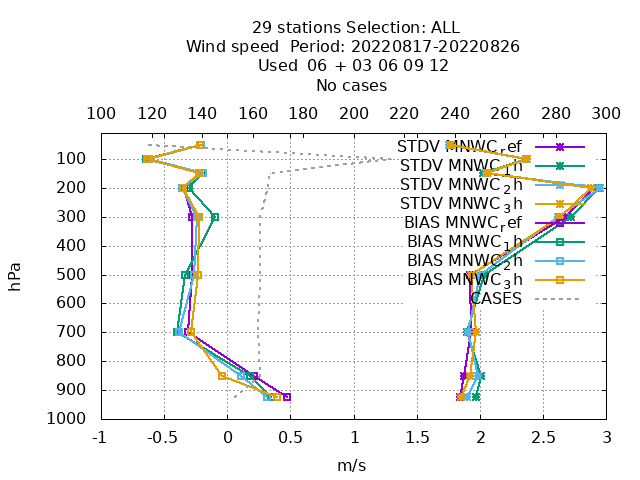 29 stations Selection: ALL
Wind speed  Period: 20220817-20220826
Used  06 + 03 06 09 12
No cases
100 120 140 160 180 200 220 240 260 280 300
STDV MNWC_ref
STDV MNWC_1h
STDV MNWC_2h
STDV MNWC_3h
BIAS MNWC_ref
BIAS MNWC_1h
BIAS MNWC_2h
BIAS MNWC_3h
CASES
100
200
300
400
500
600
700
800
900
1000
hPa
-1 -0.5 0 0.5 1 1.5 2 2.5 3
m/s